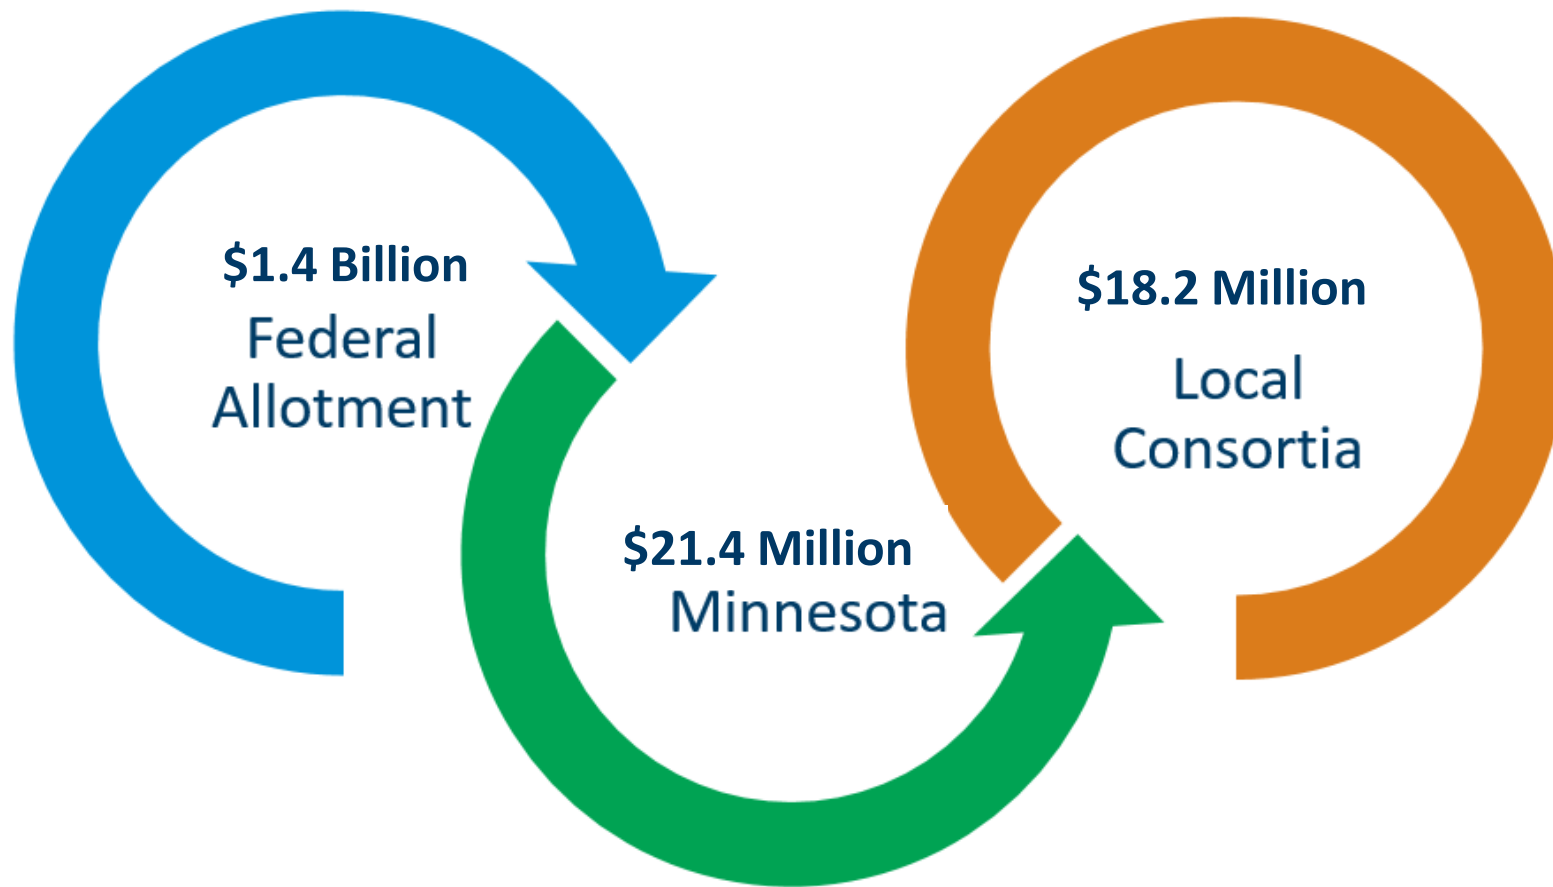 $1.4 Billion
Federal
Allotment
$21.4 Million
Minnesota
$18.2 Million
Local
Consortia